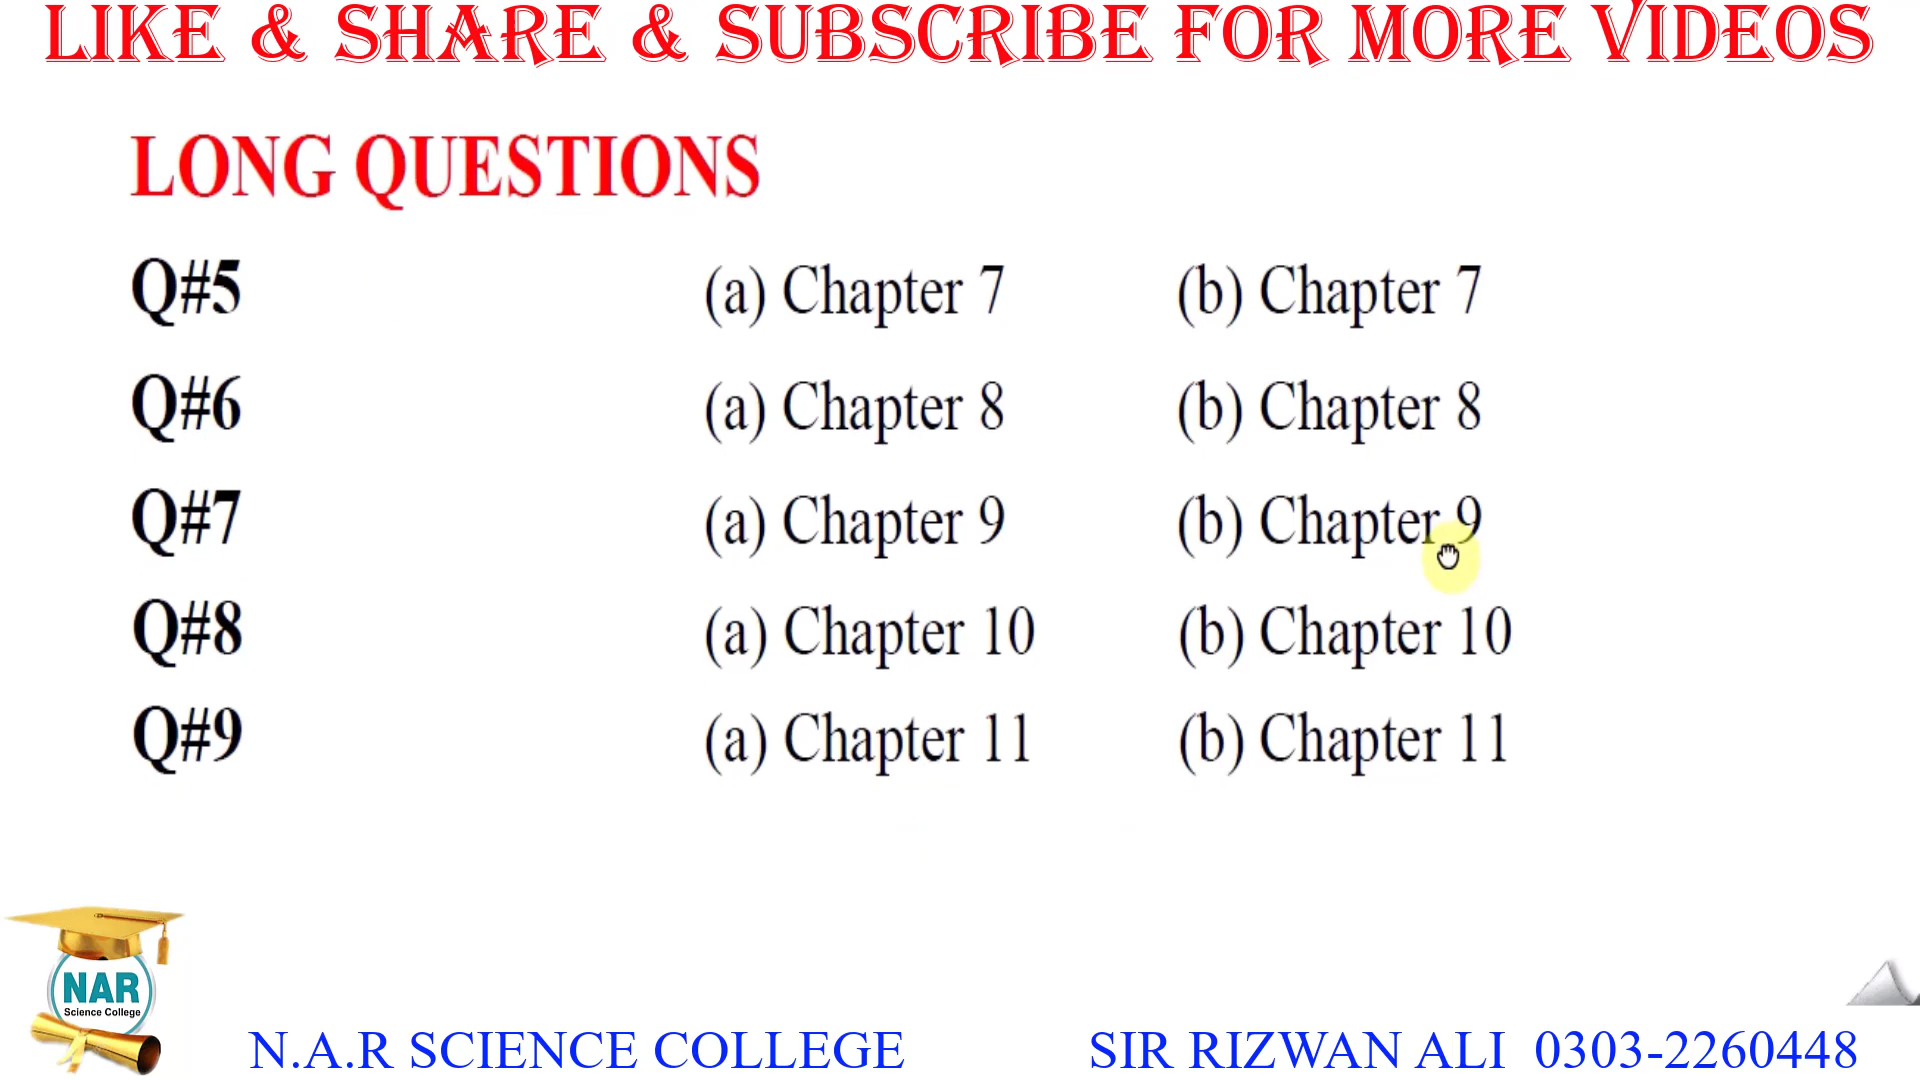 LIKE & SHARE & SUBSCRIBE FOR MORE VIDEOS
LONG QUESTIONS
Q#5 (a) Chapter 7 (b) Chapter 7
Q#6 (a) Chapter 8 (b) Chapter 8
Q#7 (a) Chapter 9 (b) Chapter 9
Q#8 (a) Chapter 10 (b) Chapter 10
Q#9 (a) Chapter 11 (b) Chapter 11
NAR
Science College
N.A.R SCIENCE COLLEGE SIR RIZWAN ALI 0303-2260448